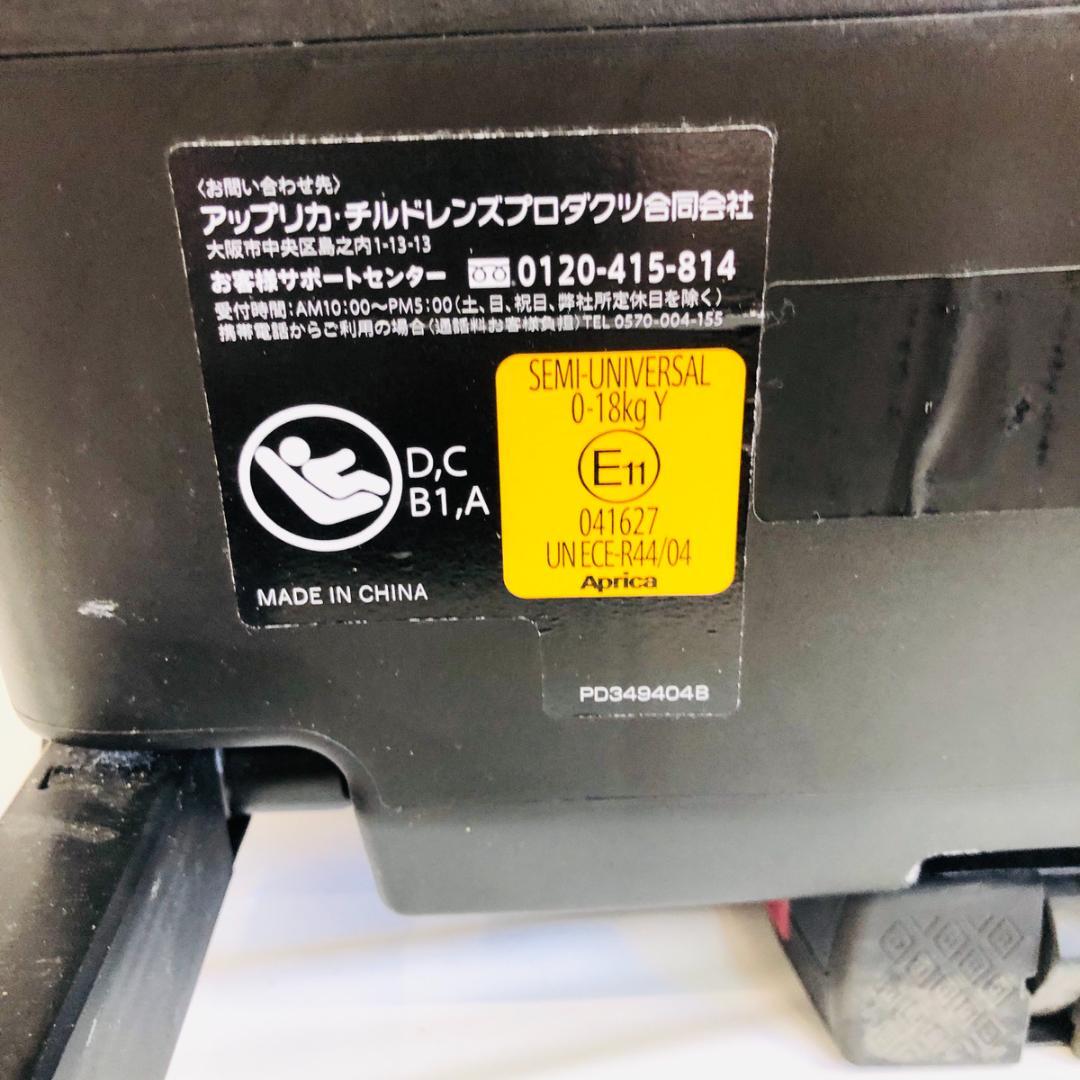 〈お問い合わせ先〉
アップリカ・チルドレンズプロダクツ合同会社
大阪市中央区島之内1-13-13
お客様サポートセンター 0120-415-814
受付時間:AM10:00〜PM5:00(土、日、祝日、弊社所定休日を除く)
携帯電話からご利用の場合〈通話料お客様負担〉TEL 0570-004-155
SEMI-UNIVERSAL
0-18kg Y
E11
041627
UN ECE-R44/04
Aprica
D,C
B1,A
MADE IN CHINA
PD349404B